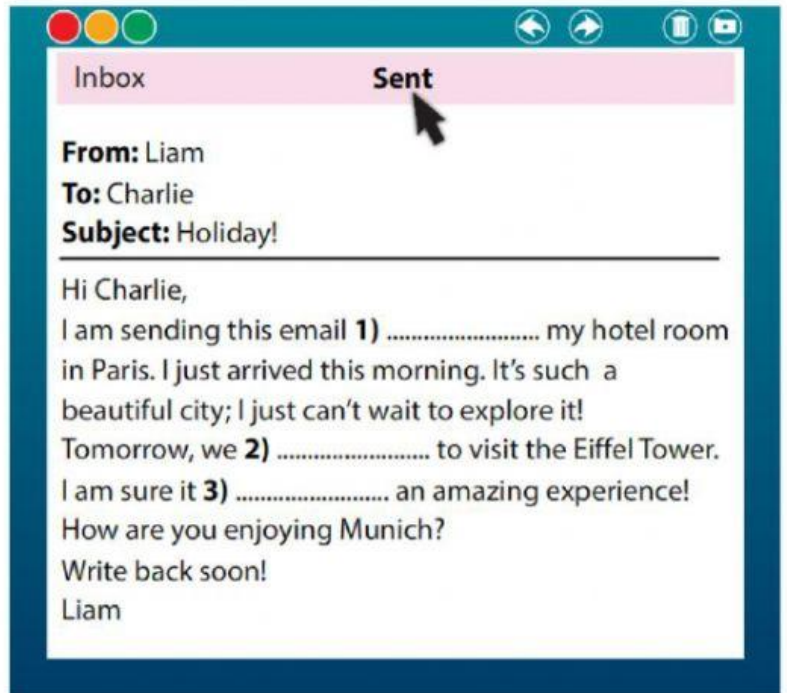 Inbox Sent
From: Liam
To: Charlie
Subject: Holiday!
Hi Charlie,
I am sending this email 1) ......................... my hotel room
in Paris. I just arrived this morning. It's such a
beautiful city; I just can't wait to explore it!
Tomorrow, we 2) ......................... to visit the Eiffel Tower.
I am sure it 3) ......................... an amazing experience!
How are you enjoying Munich?
Write back soon!
Liam